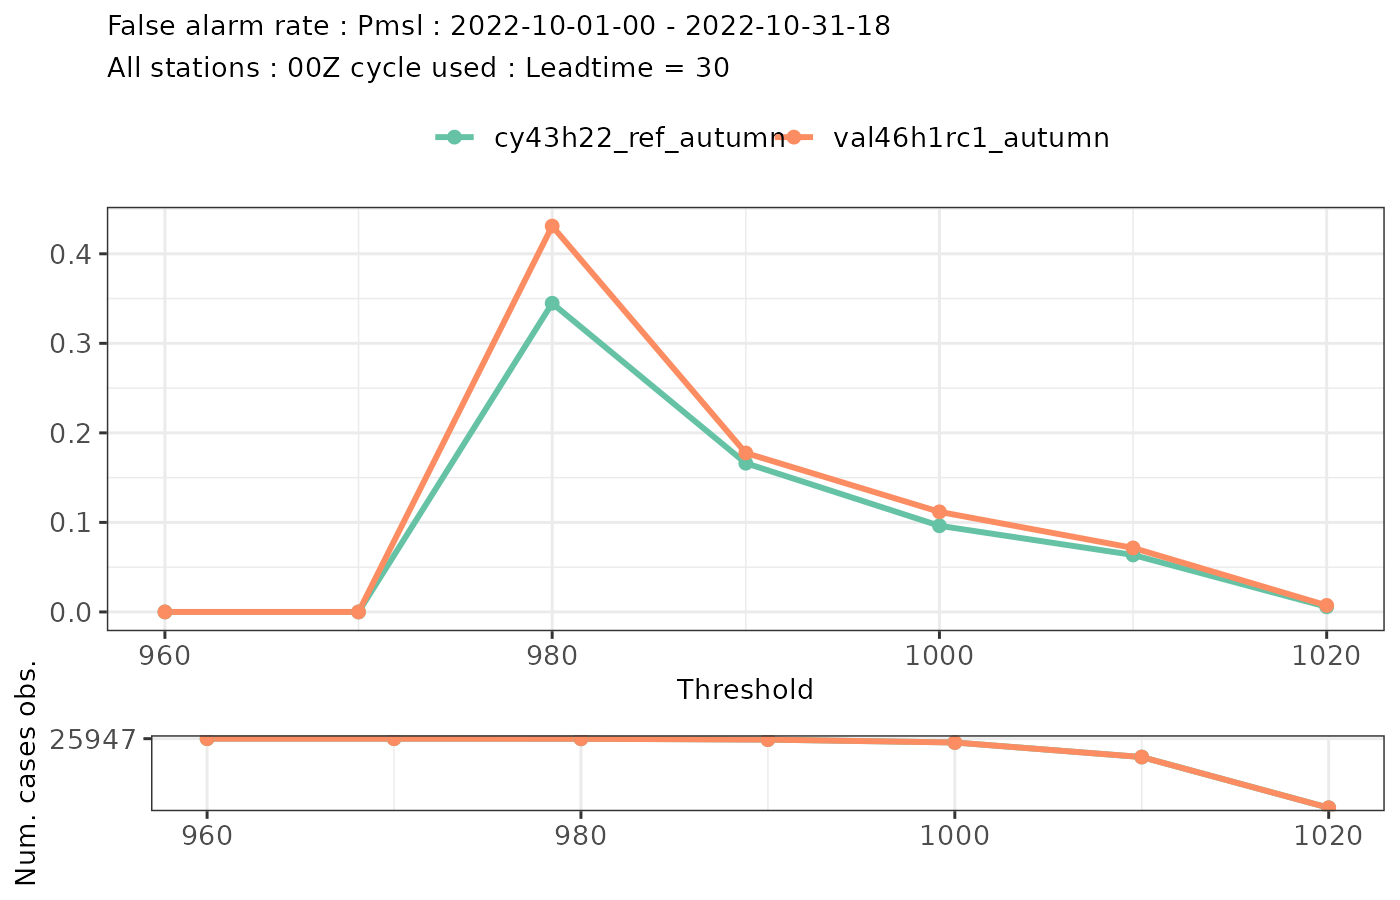 False alarm rate : Pmsl : 2022-10-01-00 - 2022-10-31-18
All stations : 00Z cycle used : Leadtime = 30
cy43h22_ref_autumn val46h1rc1_autumn
0.4
0.3
0.2
0.1
0.0
960 980 1000 1020
Threshold
Num. cases obs.
25947
960 980 1000 1020